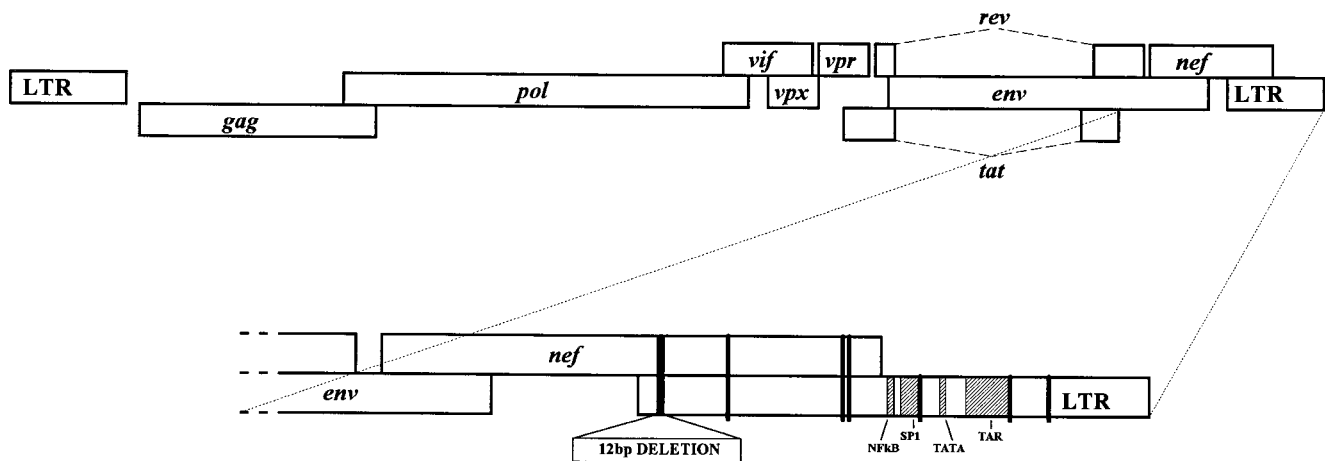 rev
vif
vpr
nef
LTR
pol
vpx
env
LTR
gag
tat
nef
env
LTR
12bp DELETION
NFkB
SP1
TATA
TAR